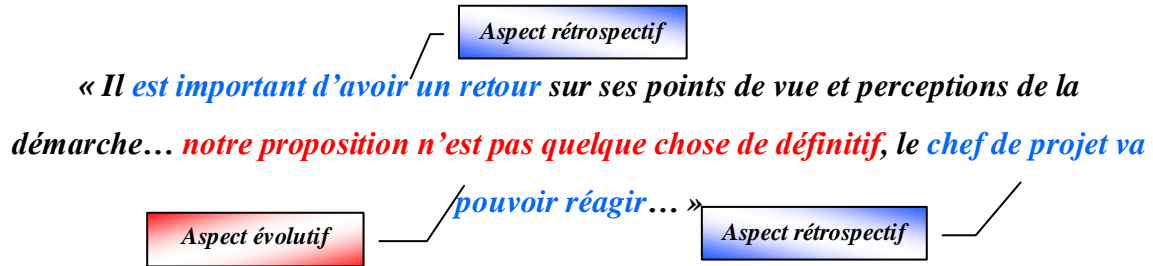 Aspect rétrospectif
« Il est important d’avoir un retour sur ses points de vue et perceptions de la
démarche… notre proposition n’est pas quelque chose de définitif, le chef de projet va
pouvoir réagir… »
Aspect évolutif
Aspect rétrospectif